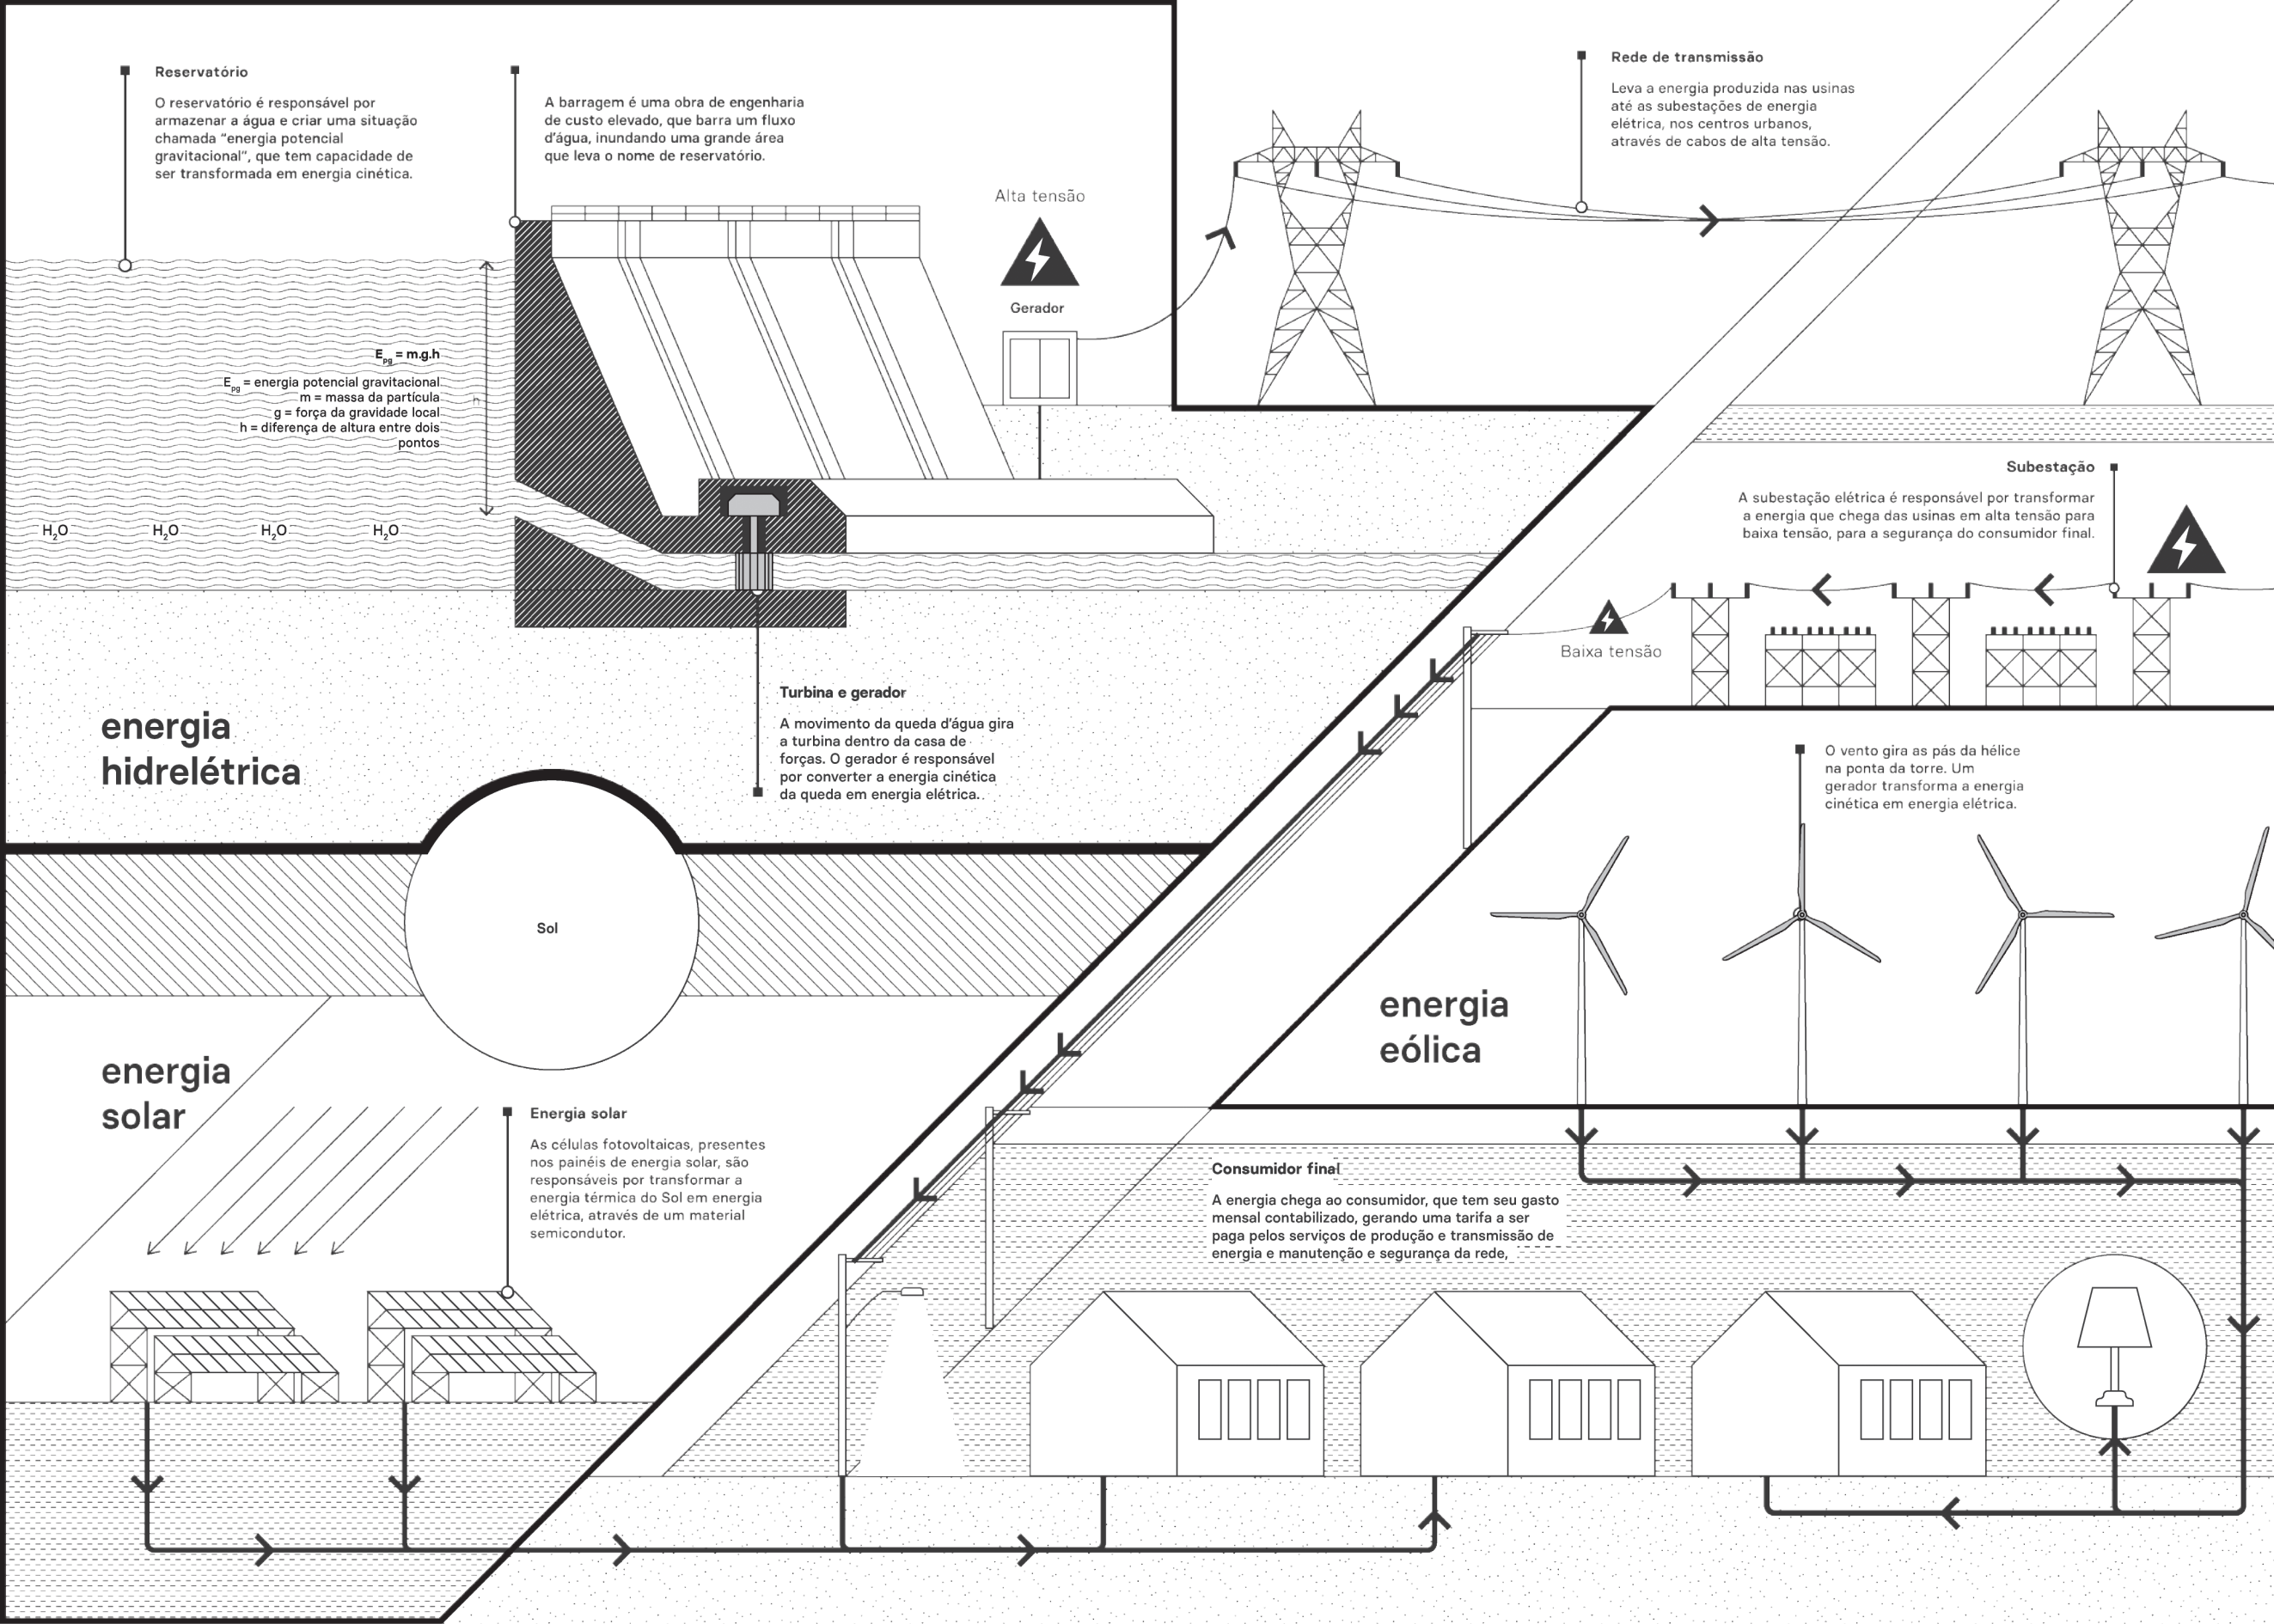 Reservatório
O reservatório é responsável por
armazenar a água e criar uma situação
chamada “energia potencial
gravitacional”, que tem capacidade de
ser transformada em energia cinética.
A barragem é uma obra de engenharia
de custo elevado, que barra um fluxo
d’água, inundando uma grande área
que leva o nome de reservatório.
Alta tensão
Gerador
Rede de transmissão
Leva a energia produzida nas usinas
até as subestações de energia
elétrica, nos centros urbanos,
através de cabos de alta tensão.
Epg = m.g.h
Epg = energia potencial gravitacional
m = massa da partícula
g = força da gravidade local
h = diferença de altura entre dois
pontos
h
H2O H2O H2O H2O
Subestação
A subestação elétrica é responsável por transformar
a energia que chega das usinas em alta tensão para
baixa tensão, para a segurança do consumidor final.
Baixa tensão
Turbina e gerador
A movimento da queda d’água gira
a turbina dentro da casa de
forças. O gerador é responsável
por converter a energia cinética
da queda em energia elétrica.
energia
hidrelétrica
O vento gira as pás da hélice
na ponta da torre. Um
gerador transforma a energia
cinética em energia elétrica.
Sol
energia
eólica
energia
solar
Energia solar
As células fotovoltaicas, presentes
nos painéis de energia solar, são
responsáveis por transformar a
energia térmica do Sol em energia
elétrica, através de um material
semicondutor.
Consumidor final
A energia chega ao consumidor, que tem seu gasto
mensal contabilizado, gerando uma tarifa a ser
paga pelos serviços de produção e transmissão de
energia e manutenção e segurança da rede,